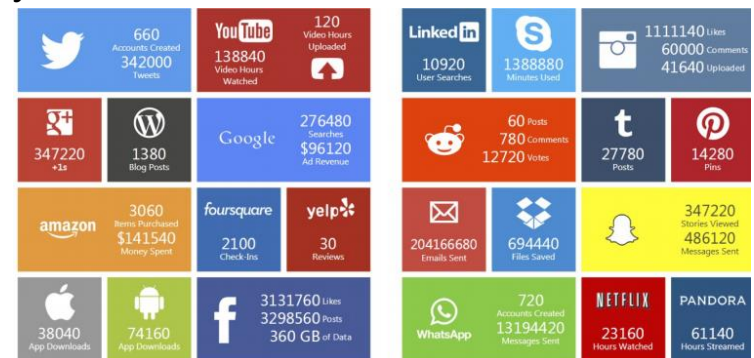 660
Accounts Created
342000
Tweets
YouTube
138840
Video Hours
Watched
120
Video Hours
Uploaded
347220
+1s
1380
Blog Posts
Google
276480
Searches
$96120
Ad Revenue
amazon
3060
Items Purchased
$141540
Money Spent
foursquare
2100
Check-Ins
yelp
30
Reviews
38040
App Downloads
74160
App Downloads
f
3131760 Likes
3298560 Posts
360 GB of Data
Linked in
10920
User Searches
S
1388880
Minutes Used
1111140 Likes
60000 Comments
41640 Uploaded
60 Posts
780 Comments
12720 Votes
t
27780
Posts
14280
Pins
204166680
Emails Sent
694440
Files Saved
347220
Stories Viewed
486120
Messages Sent
WhatsApp
720
Accounts Created
13194420
Messages Sent
NETFLIX
23160
Hours Watched
PANDORA
61140
Hours Streamed